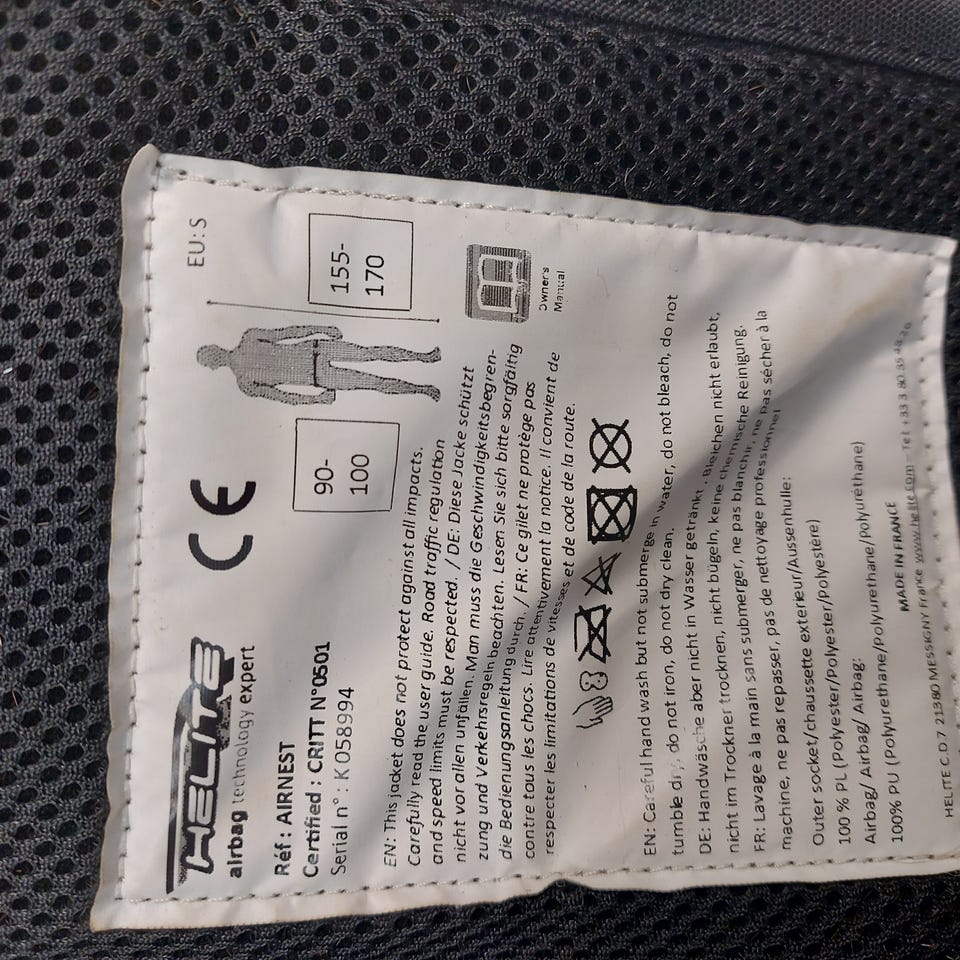 HELITE
airbag technology expert
CE
EU : S
Réf : AIRNEST
Certified : CRITT N°0501
Serial n° : K058994
90-
100
155-
170
EN: This jacket does not protect against all impacts.
Carefully read the user guide. Road traffic regulation
and speed limits must be respected. / DE: Diese Jacke schützt
nicht vor allen unfällen. Man muss die Geschwindigkeitsbegren-
zung und Verkehrsregeln beachten. Lesen Sie sich bitte sorgfältig
die Bedienungsanleitung durch. / FR: Ce gilet ne protège pas
contre tous les chocs. Lire attentivement la notice. Il convient de
respecter les limitations de vitesses et de code de la route.
Owner's
Manual
EN: Careful hand wash but not submerge in water, do not bleach, do not
tumble dry, do not iron, do not dry clean.
DE: Handwäsche aber nicht in Wasser getränkt · Bleichen nicht erlaubt,
nicht im Trockner trocknen, nicht bügeln, keine chemische Reinigung.
FR: Lavage à la main sans submerger, ne pas blanchir, ne pas sécher à la
machine, ne pas repasser, pas de nettoyage professionnel
Outer socket/chaussette exterieur/Aussenhulle:
100 % PL (Polyester/Polyester/Polyestère)
Airbag/ Airbag/ Airbag:
100% PU (Polyurethane/Polyurethane/Polyuréthane)
MADE IN FRANCE
HELITE C.D.7 21380 MESSIGNY France www.helite.com – Tel +33 3 80 35 48 26